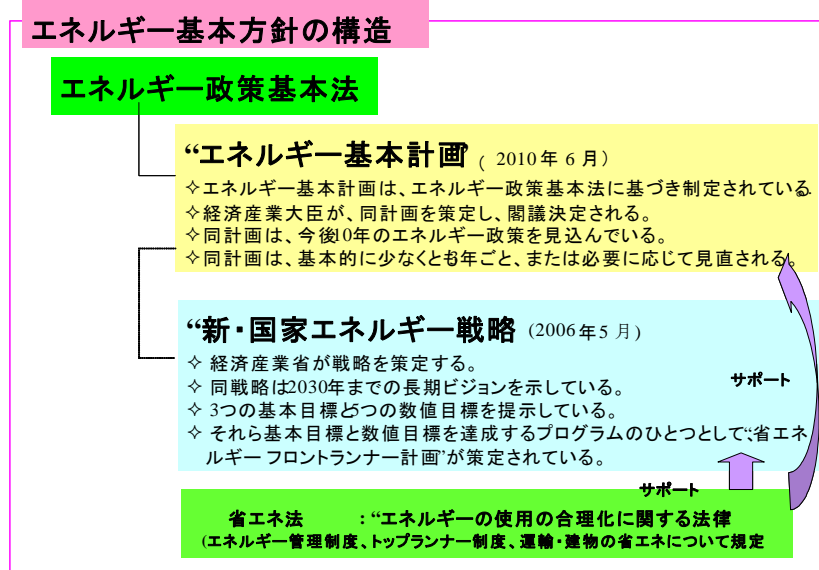 エネルギー基本方針の構造
エネルギー政策基本法
“エネルギー基本計画 ( 2010年 6 月)
✧エネルギー基本計画は、エネルギー政策基本法に基づき制定されている.
✧経済産業大臣が、同計画を策定し、閣議決定される。
✧同計画は、今後10年のエネルギー政策を見込んでいる。
✧同計画は、基本的に少なくとも3年ごと、または必要に応じて見直される。
“新・国家エネルギー戦略 (2006年5 月)
✧ 経済産業省が戦略を策定する。
✧ 同戦略は2030年までの長期ビジョンを示している。
サポート
✧ 3つの基本目標と5つの数値目標を提示している。
✧ それら基本目標と数値目標を達成するプログラムのひとつとして、“省エネ
ルギー フロントランナー計画”が策定されている。
サポート
省エネ法 : “エネルギーの使用の合理化に関する法律
(エネルギー管理制度、トップランナー制度、運輸・建物の省エネについて規定